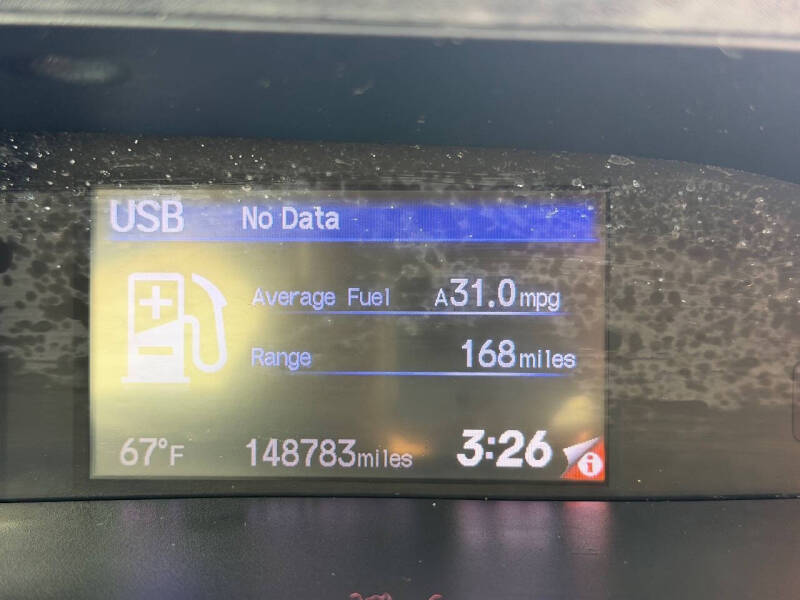 USB No Data
Average Fuel A31.0mpg
Range 168miles
67°F 148783miles 3:26 i